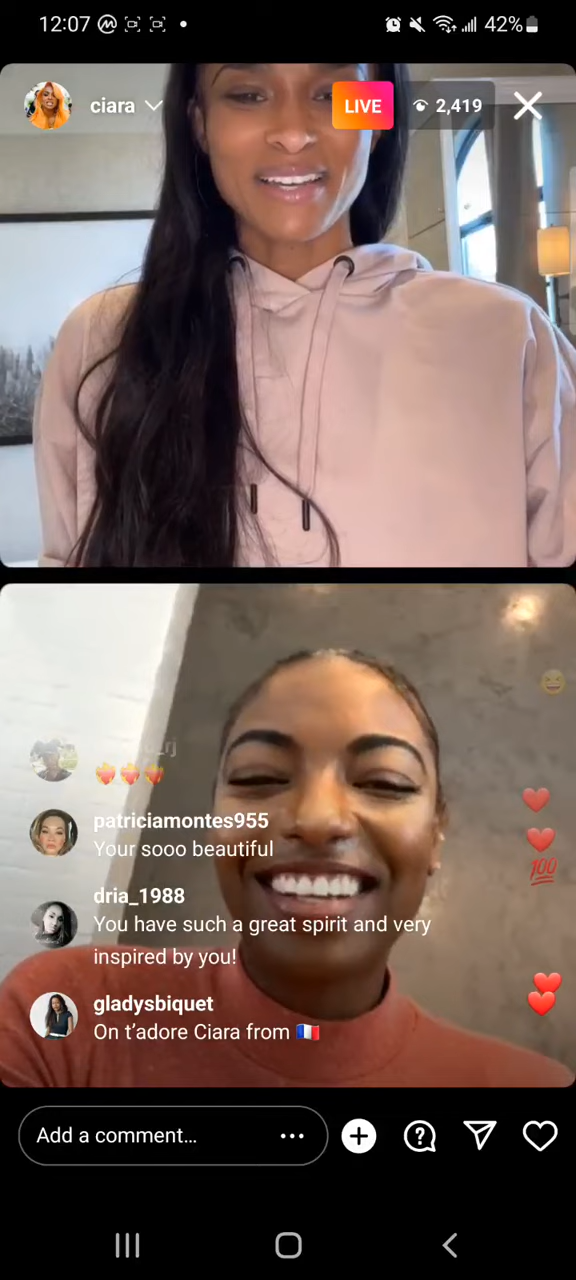 12:07 42%
ciara LIVE 2,419
patriciamontes955
Your sooo beautiful
dria_1988
You have such a great spirit and very
inspired by you!
gladysbiquet
On t’adore Ciara from 🇫🇷
💯
Add a comment...